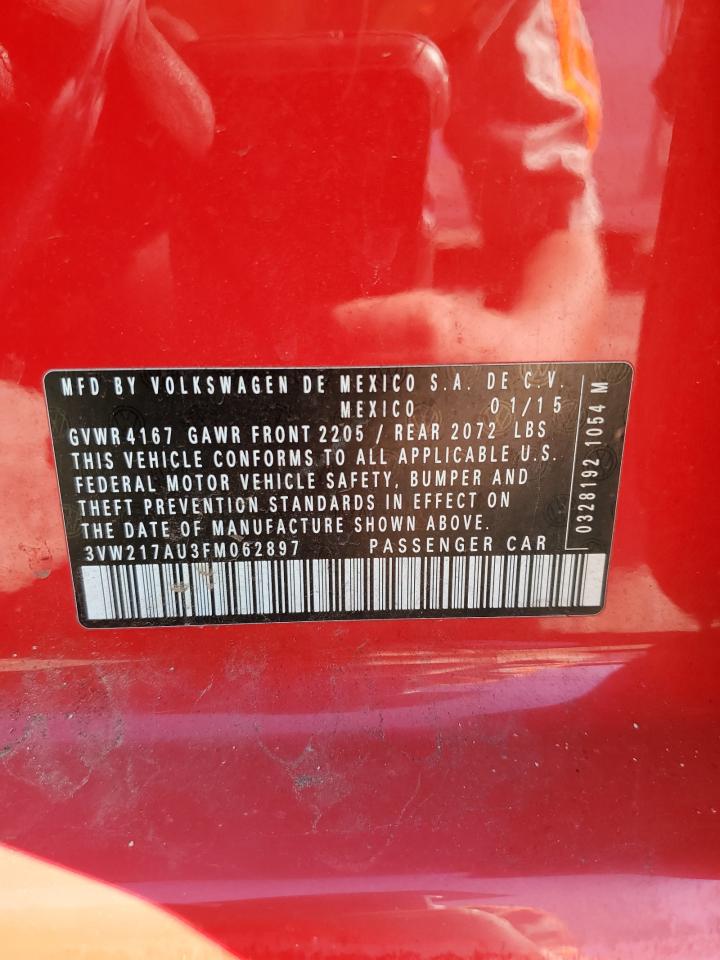 MFD BY VOLKSWAGEN DE MEXICO S.A. DE C.V.
MEXICO 01/15
GVWR 4167 GAWR FRONT 2205 / REAR 2072 LBS
THIS VEHICLE CONFORMS TO ALL APPLICABLE U.S.
FEDERAL MOTOR VEHICLE SAFETY, BUMPER AND
THEFT PREVENTION STANDARDS IN EFFECT ON
THE DATE OF MANUFACTURE SHOWN ABOVE.
3VW217AU3FM062897 PASSENGER CAR
0328192 1054 M